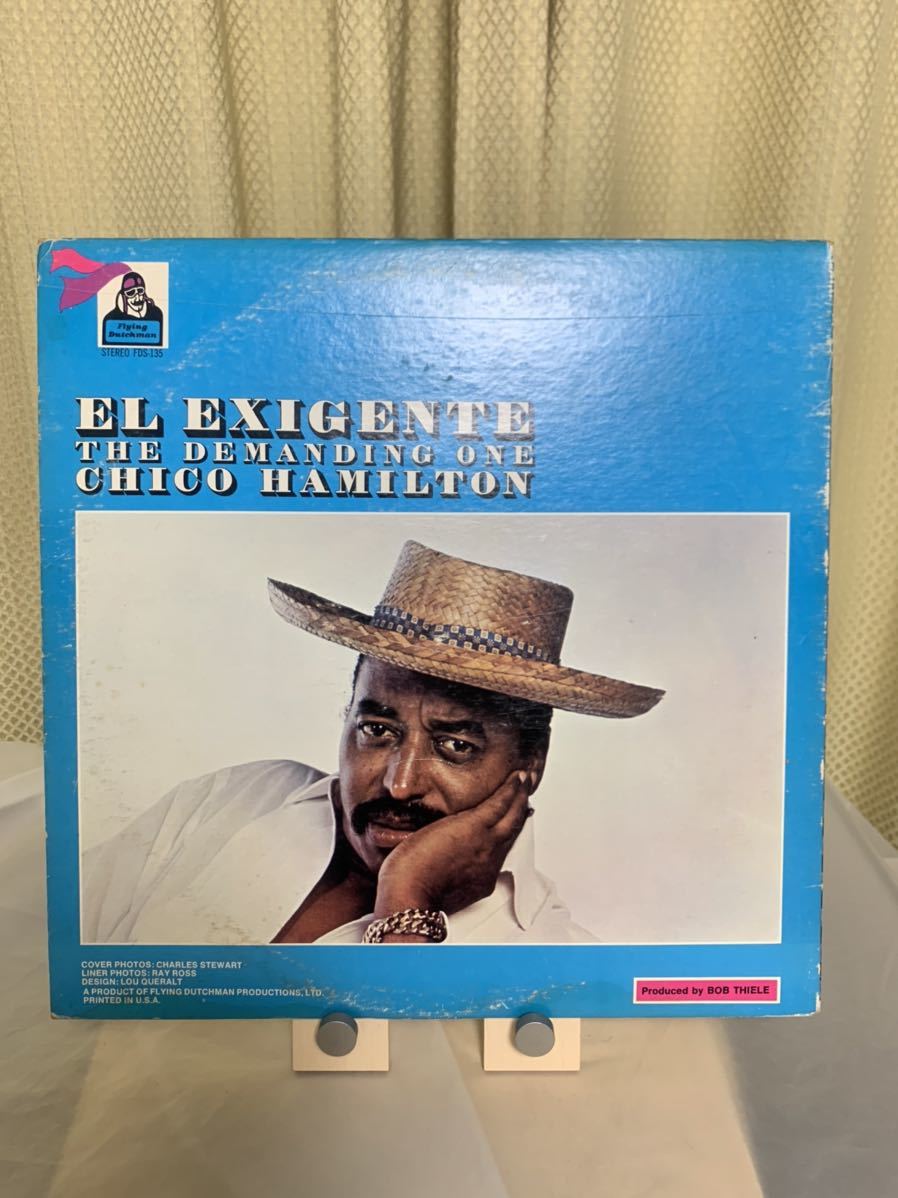 Flying
Dutchman
STEREO FDS-135
EL EXIGENTE
THE DEMANDING ONE
CHICO HAMILTON
COVER PHOTOS: CHARLES STEWART
LINER PHOTOS: RAY ROSS
DESIGN: LOU QUERALT
A PRODUCT OF FLYING DUTCHMAN PRODUCTIONS, LTD.
PRINTED IN U.S.A.
Produced by BOB THIELE